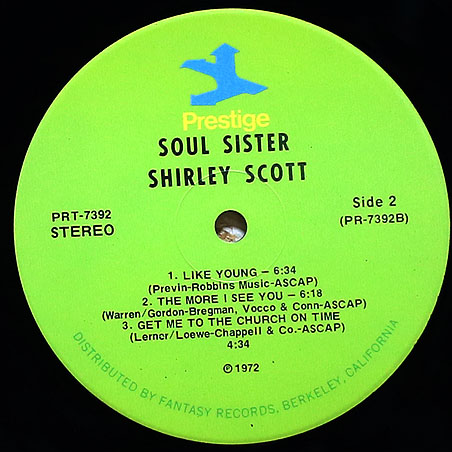 Prestige
SOUL SISTER
SHIRLEY SCOTT
PRT-7392
STEREO
Side 2
(PR-7392B)
1. LIKE YOUNG – 6:34
(Previn-Robbins Music-ASCAP)
2. THE MORE I SEE YOU – 6:18
(Warren/Gordon-Bregman, Vocco & Conn-ASCAP)
3. GET ME TO THE CHURCH ON TIME
(Lerner/Loewe-Chappell & Co.-ASCAP)
4:34
℗ 1972
DISTRIBUTED BY FANTASY RECORDS, BERKELEY, CALIFORNIA